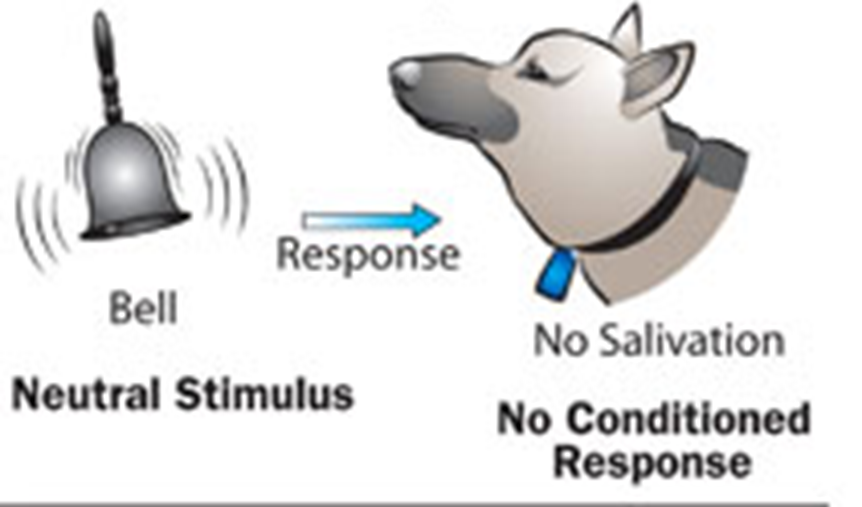 Response
Bell
No Salivation
Neutral Stimulus
No Conditioned
Response